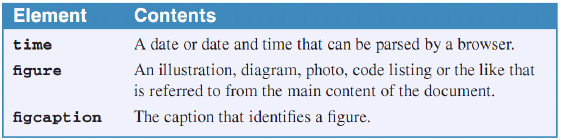 Element Contents
time A date or date and time that can be parsed by a browser.
figure An illustration, diagram, photo, code listing or the like that
is referred to from the main content of the document.
figcaption The caption that identifies a figure.